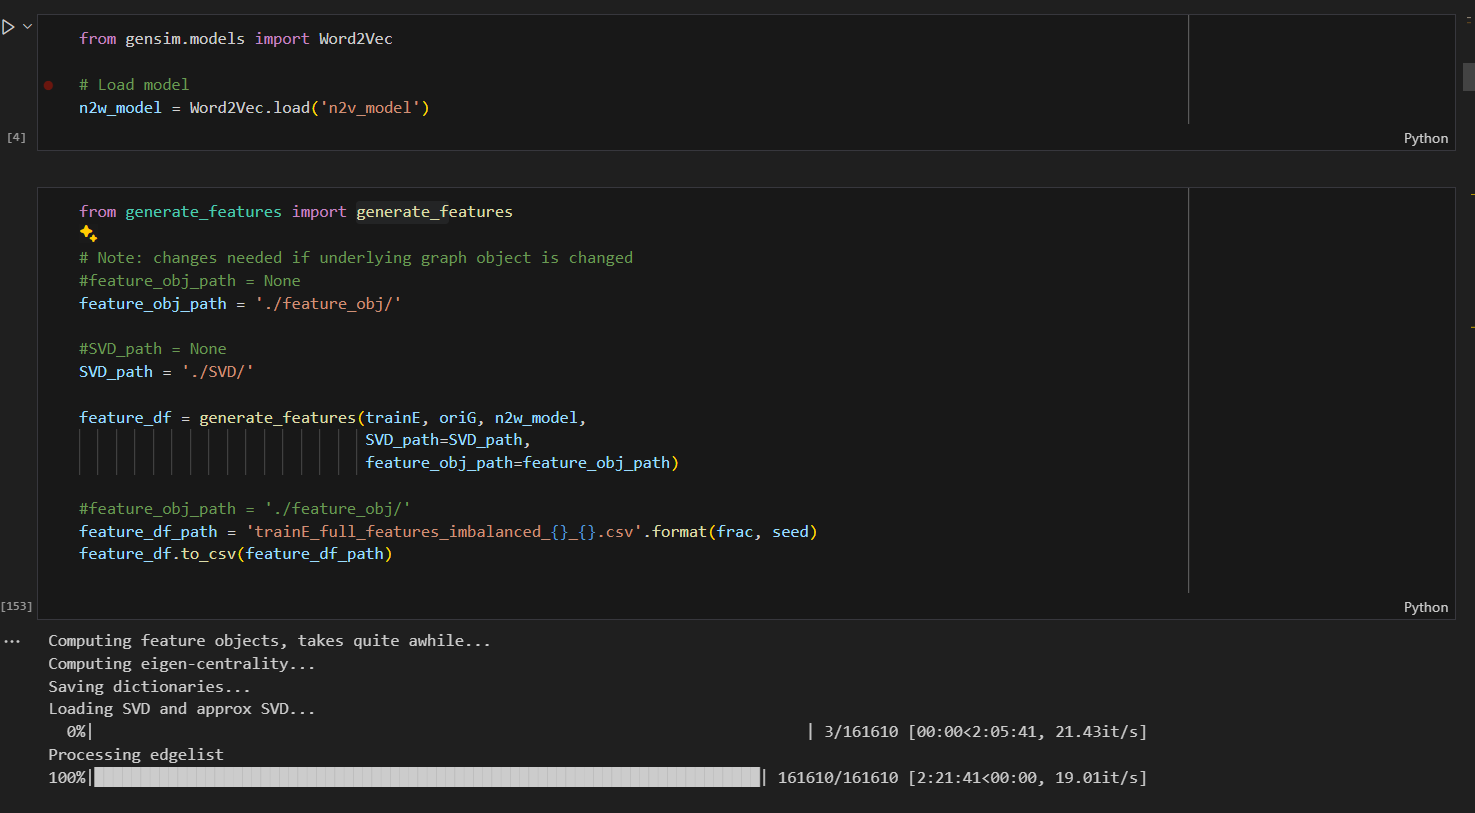 from gensim.models import Word2Vec
# Load model
n2w_model = Word2Vec.load('n2v_model')
[4]
Python
from generate_features import generate_features
# Note: changes needed if underlying graph object is changed
#feature_obj_path = None
feature_obj_path = './feature_obj/'
#SVD_path = None
SVD_path = './SVD/'
feature_df = generate_features(trainE, oriG, n2w_model,
SVD_path=SVD_path,
feature_obj_path=feature_obj_path)
#feature_obj_path = './feature_obj/'
feature_df_path = 'trainE_full_features_imbalanced_{}_{}.csv'.format(frac, seed)
feature_df.to_csv(feature_df_path)
[153]
Python
... Computing feature objects, takes quite awhile...
Computing eigen-centrality...
Saving dictionaries...
Loading SVD and approx SVD...
0%| | 3/161610 [00:00<2:05:41, 21.43it/s]
Processing edgelist
100%|██████████| 161610/161610 [2:21:41<00:00, 19.01it/s]